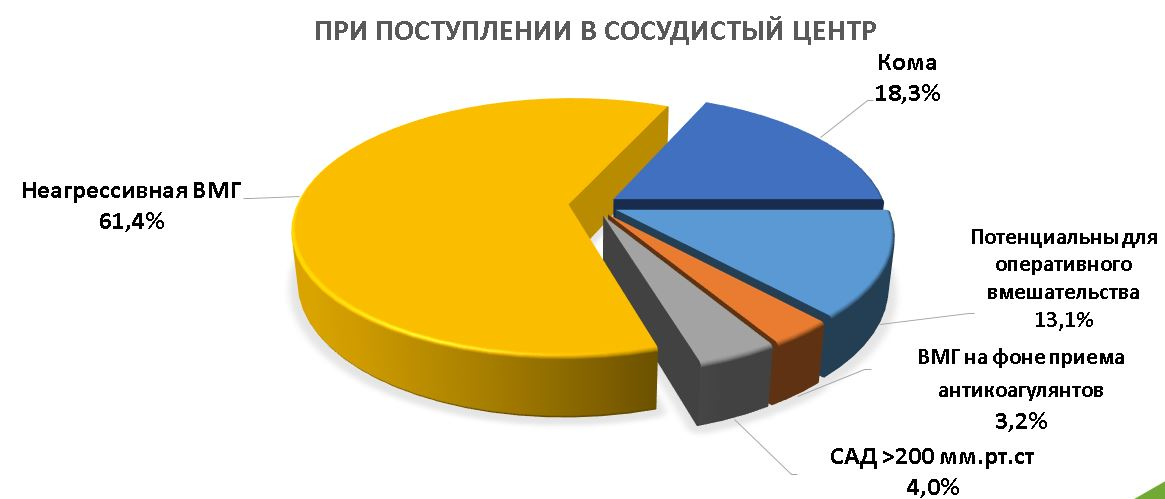 ПРИ ПОСТУПЛЕНИИ В СОСУДИСТЫЙ ЦЕНТР
Кома
18,3%
Неагрессивная ВМГ
61,4%
Потенциальны для
оперативного
вмешательства
13,1%
ВМГ на фоне приема
антикоагулянтов
3,2%
САД >200 мм.рт.ст
4,0%